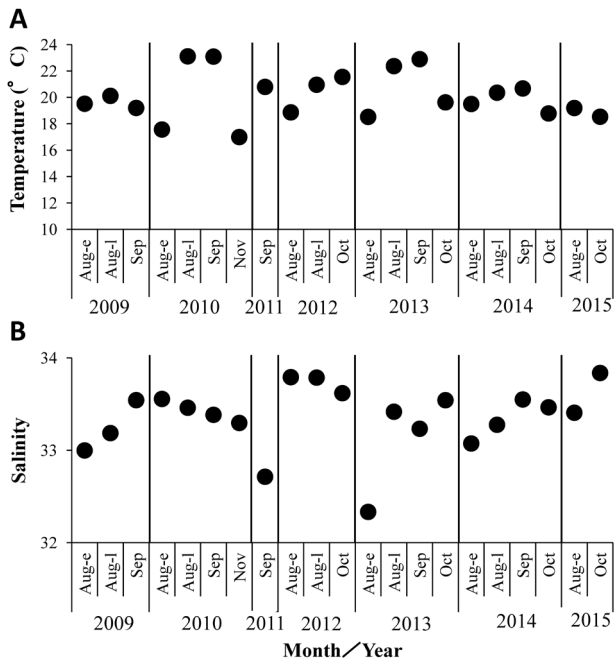 A
Temperature (° C)
24
22
20
18
16
14
12
10
Aug-e Aug-l Sep Aug-e Aug-l Sep Nov Sep Aug-e Aug-l Oct Aug-e Aug-l Sep Oct Aug-e Aug-l Sep Oct Aug-e Oct
2009 2010 2011 2012 2013 2014 2015
B
Salinity
34
33
32
Aug-e Aug-l Sep Aug-e Aug-l Sep Nov Sep Aug-e Aug-l Oct Aug-e Aug-l Sep Oct Aug-e Aug-l Sep Oct Aug-e Oct
2009 2010 2011 2012 2013 2014 2015
Month/Year